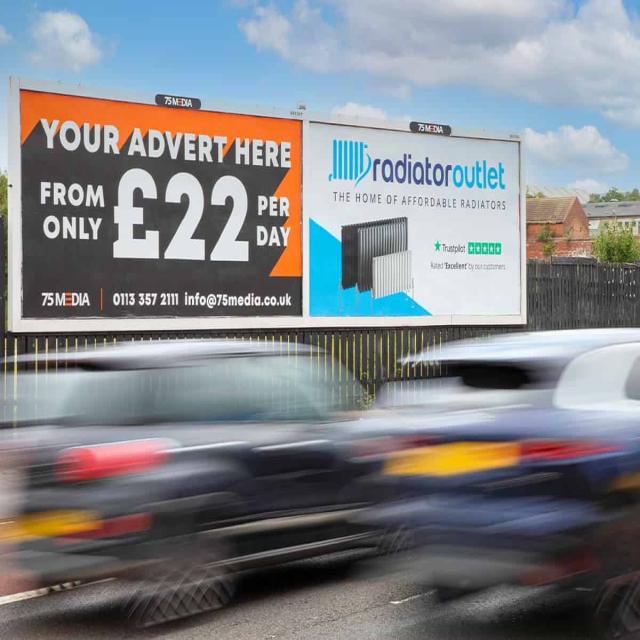 75MEDIA
YOUR ADVERT HERE
FROM
ONLY
£22
PER
DAY
75MEDIA | 0113 357 2111 info@75media.co.uk
75MEDIA
radiatoroutlet
THE HOME OF AFFORDABLE RADIATORS
Trustpilot
Rated 'Excellent' by our customers